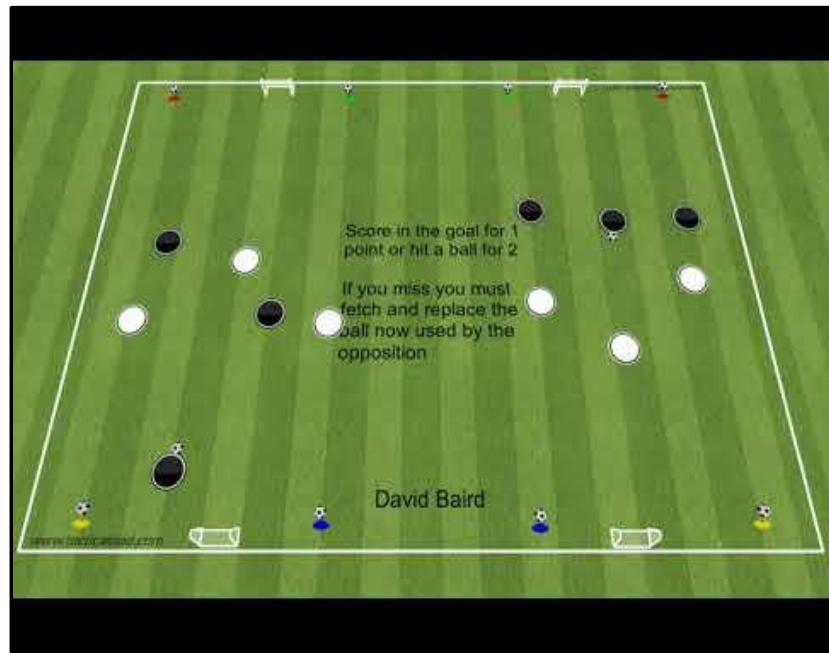 Score in the goal for 1
point or hit a ball for 2
If you miss you must
fetch and replace the
ball now used by the
opposition
David Baird